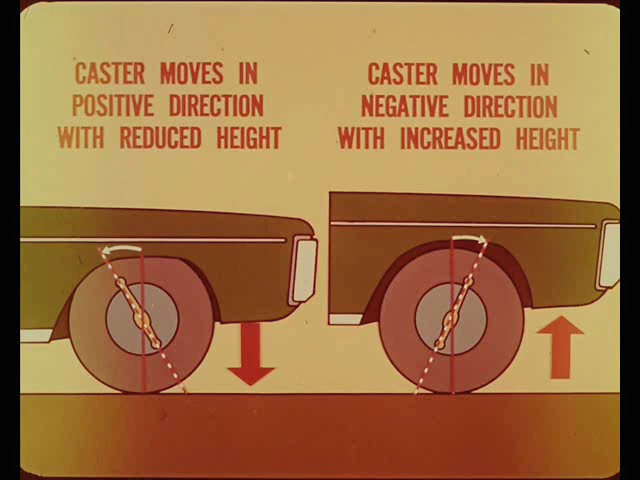 CASTER MOVES IN
POSITIVE DIRECTION
WITH REDUCED HEIGHT
CASTER MOVES IN
NEGATIVE DIRECTION
WITH INCREASED HEIGHT